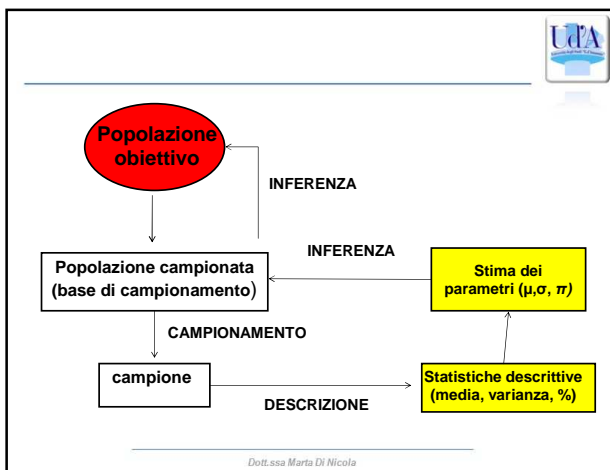 Ud'A
Popolazione
obiettivo
INFERENZA
INFERENZA
Popolazione campionata
(base di campionamento)
Stima dei
parametri (μ,σ, π)
CAMPIONAMENTO
campione
Statistiche descrittive
(media, varianza, %)
DESCRIZIONE
Dott.ssa Marta Di Nicola